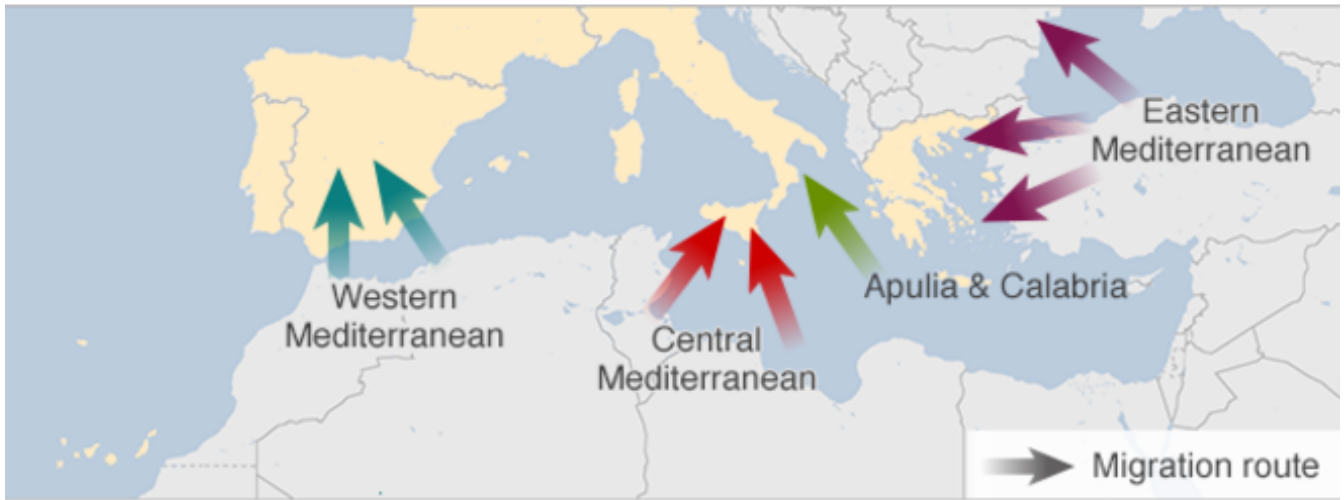 Eastern
Mediterranean
Apulia & Calabria
Western
Mediterranean
Central
Mediterranean
Migration route